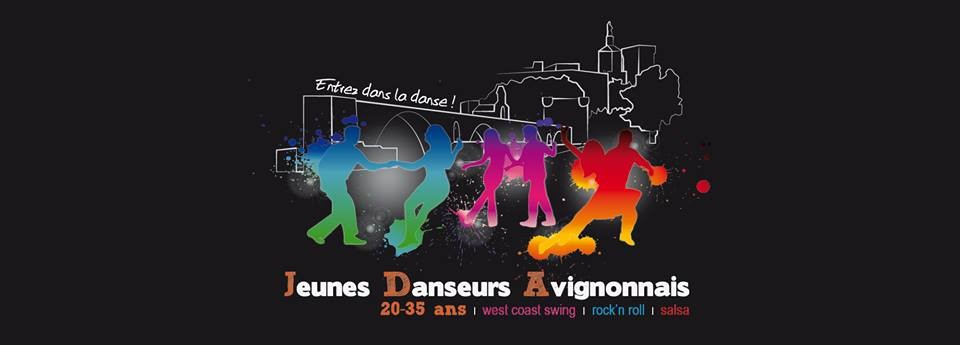 Entrez dans la danse !
Jeunes Danseurs Avignonnais
20-35 ans | west coast swing | rock'n roll | salsa